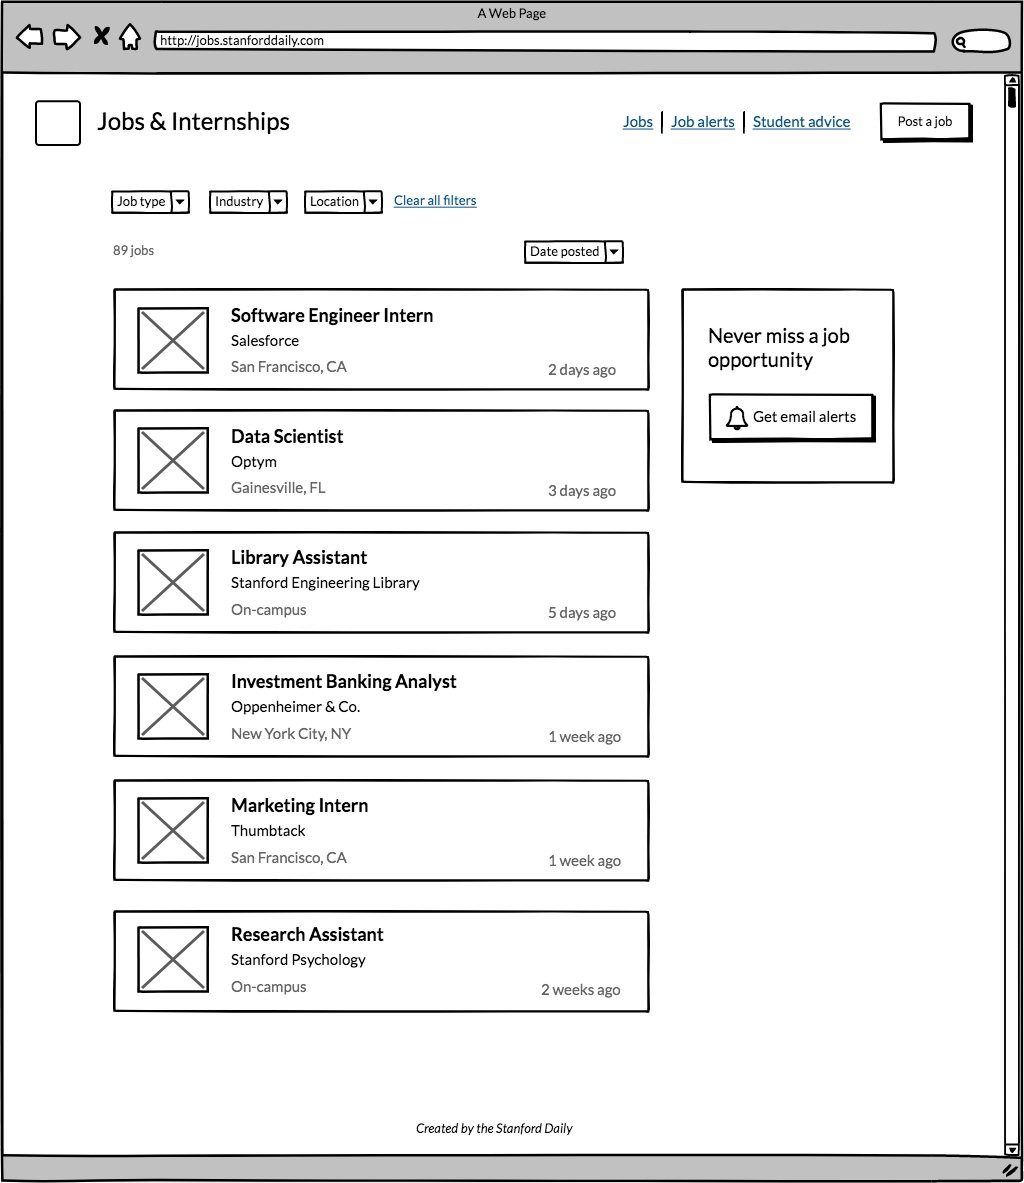 A Web Page
http://jobs.stanforddaily.com
Jobs & Internships
Jobs | Job alerts | Student advice
Post a job
Job type
Industry
Location
Clear all filters
89 jobs
Date posted
Software Engineer Intern
Salesforce
San Francisco, CA
2 days ago
Never miss a job
opportunity
Get email alerts
Data Scientist
Optym
Gainesville, FL
3 days ago
Library Assistant
Stanford Engineering Library
On-campus
5 days ago
Investment Banking Analyst
Oppenheimer & Co.
New York City, NY
1 week ago
Marketing Intern
Thumbtack
San Francisco, CA
1 week ago
Research Assistant
Stanford Psychology
On-campus
2 weeks ago
Created by the Stanford Daily